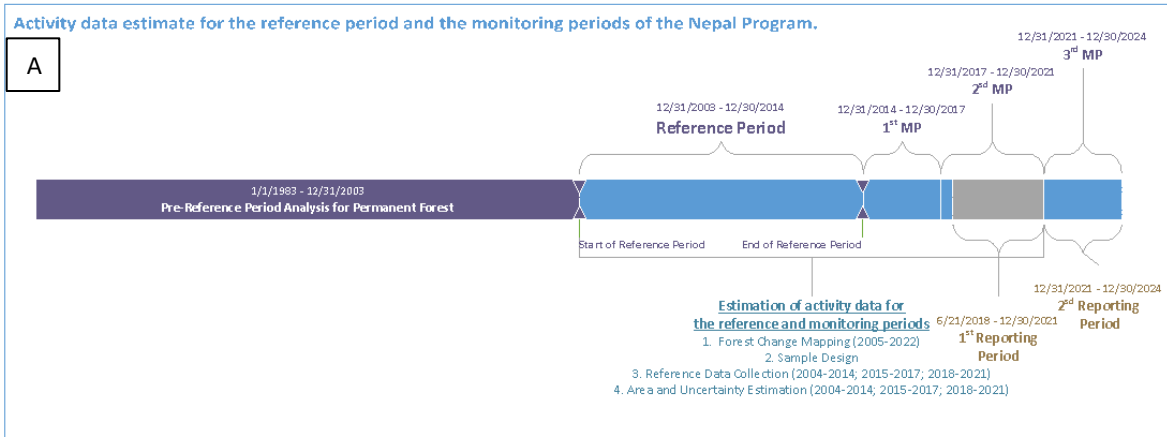 Activity data estimate for the reference period and the monitoring periods of the Nepal Program.
A
12/31/2003 - 12/30/2014
Reference Period
12/31/2014 - 12/30/2017
1st MP
12/31/2017 - 12/30/2021
2sd MP
12/31/2021 - 12/30/2024
3rd MP
1/1/1983 - 12/31/2003
Pre-Reference Period Analysis for Permanent Forest
Start of Reference Period
End of Reference Period
Estimation of activity data for
the reference and monitoring periods
1. Forest Change Mapping (2005-2022)
2. Sample Design
3. Reference Data Collection (2004-2014; 2015-2017; 2018-2021)
4. Area and Uncertainty Estimation (2004-2014; 2015-2017; 2018-2021)
6/21/2018 - 12/30/2021
1st Reporting
Period
12/31/2021 - 12/30/2024
2sd Reporting
Period